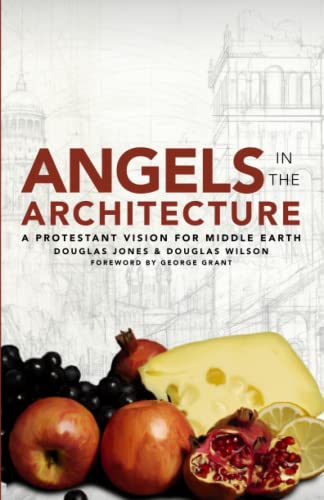 ANGELS IN
THE
ARCHITECTURE
A PROTESTANT VISION FOR MIDDLE EARTH
DOUGLAS JONES & DOUGLAS WILSON
FOREWORD BY GEORGE GRANT